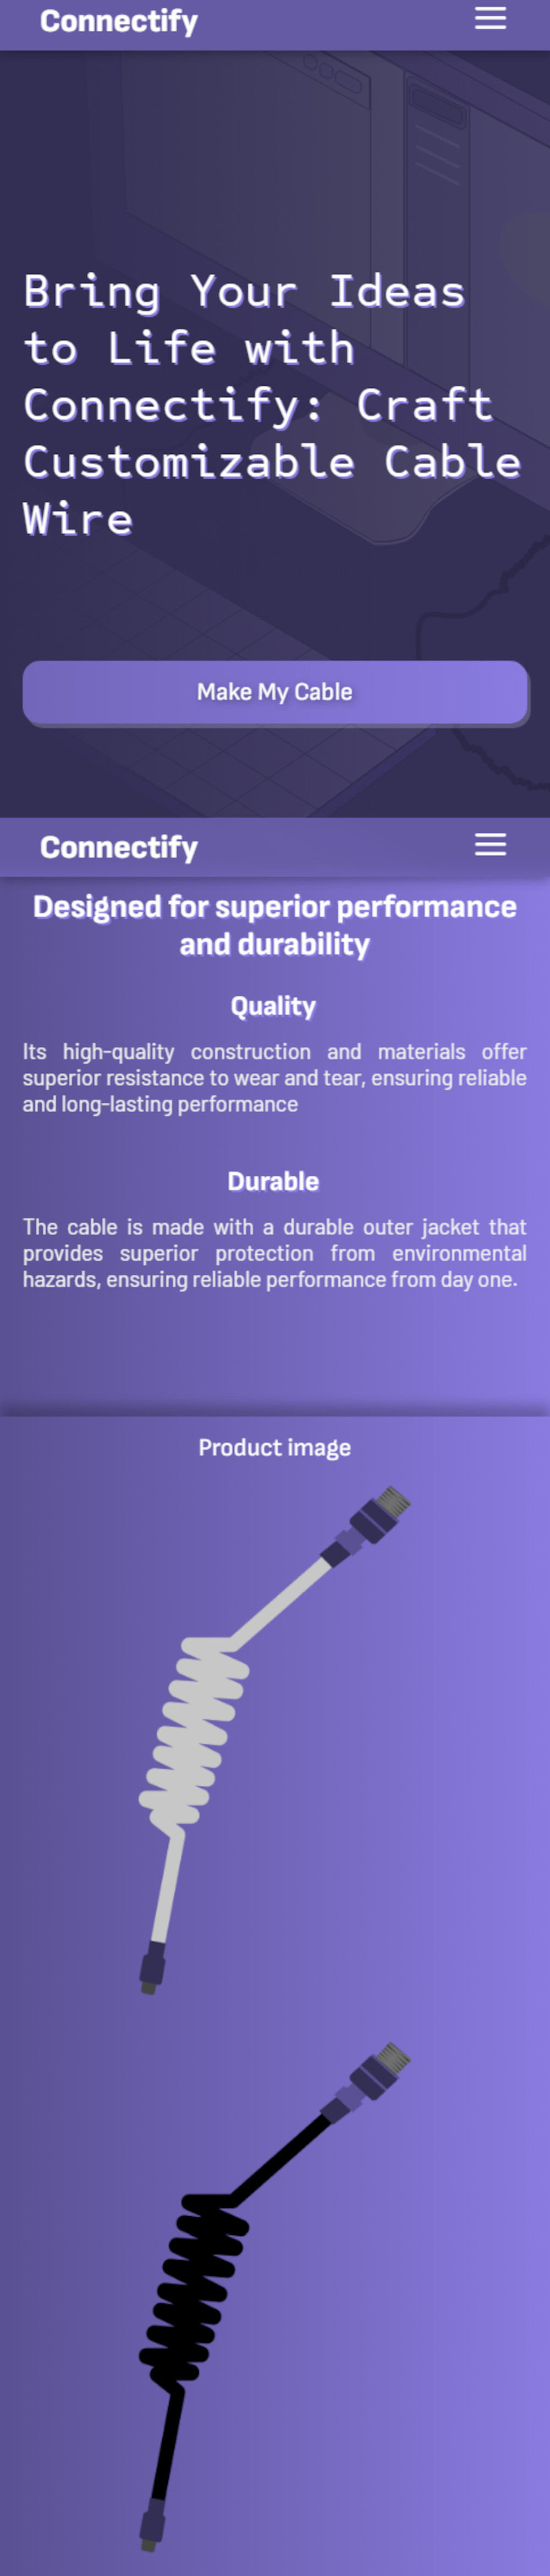 Connectify
Bring Your Ideas
to Life with
Connectify: Craft
Customizable Cable
Wire
Make My Cable
Connectify
Designed for superior performance
and durability
Quality
Its high-quality construction and materials offer
superior resistance to wear and tear, ensuring reliable
and long-lasting performance
Durable
The cable is made with a durable outer jacket that
provides superior protection from environmental
hazards, ensuring reliable performance from day one.
Product image